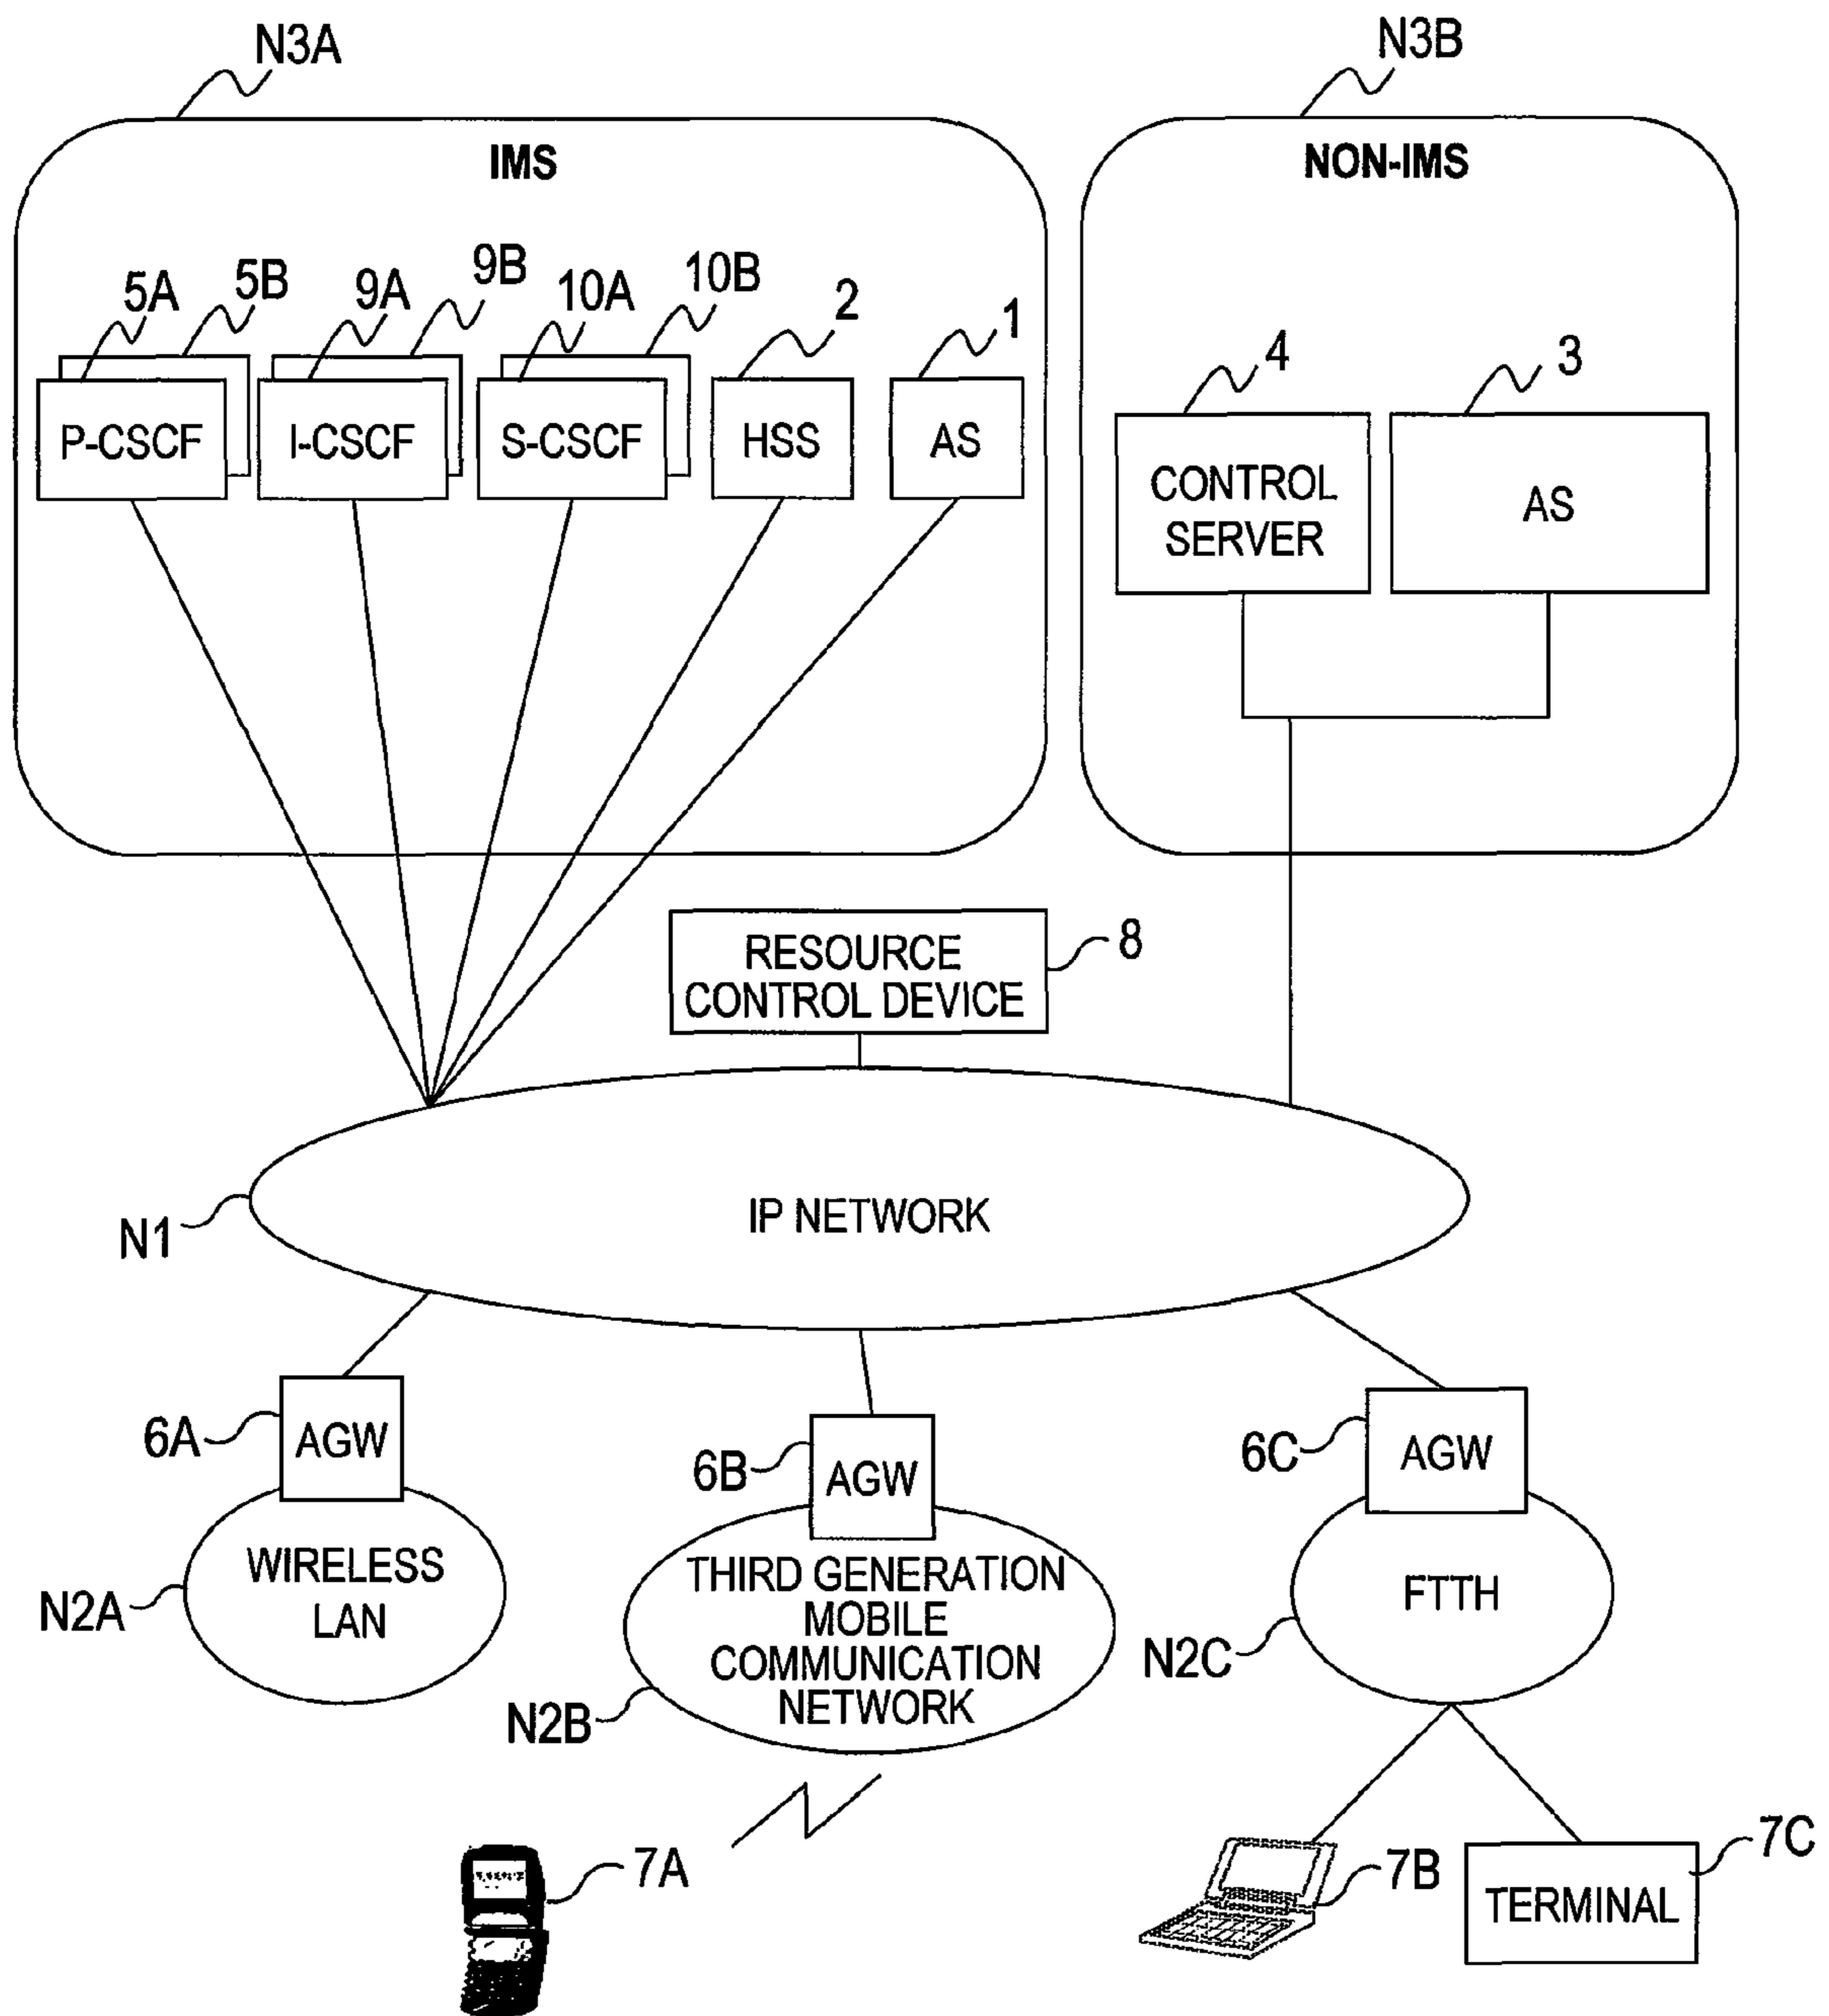 N3A
N3B
IMS
NON-IMS
5A
5B
9A
9B
10A
10B
2
1
4
3
P-CSCF
I-CSCF
S-CSCF
HSS
AS
CONTROL
SERVER
AS
RESOURCE
CONTROL DEVICE
8
IP NETWORK
N1
6A
AGW
6B
AGW
6C
AGW
WIRELESS
LAN
N2A
THIRD GENERATION
MOBILE
COMMUNICATION
NETWORK
N2B
FTTH
N2C
7A
7B
7C
TERMINAL